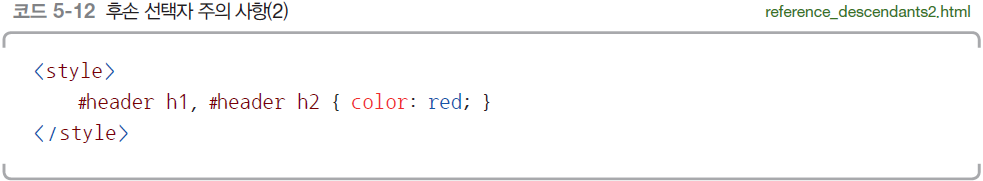 코드 5-12 후손 선택자 주의 사항(2) reference_descendants2.html
<style>
#header h1, #header h2 { color: red; }
</style>